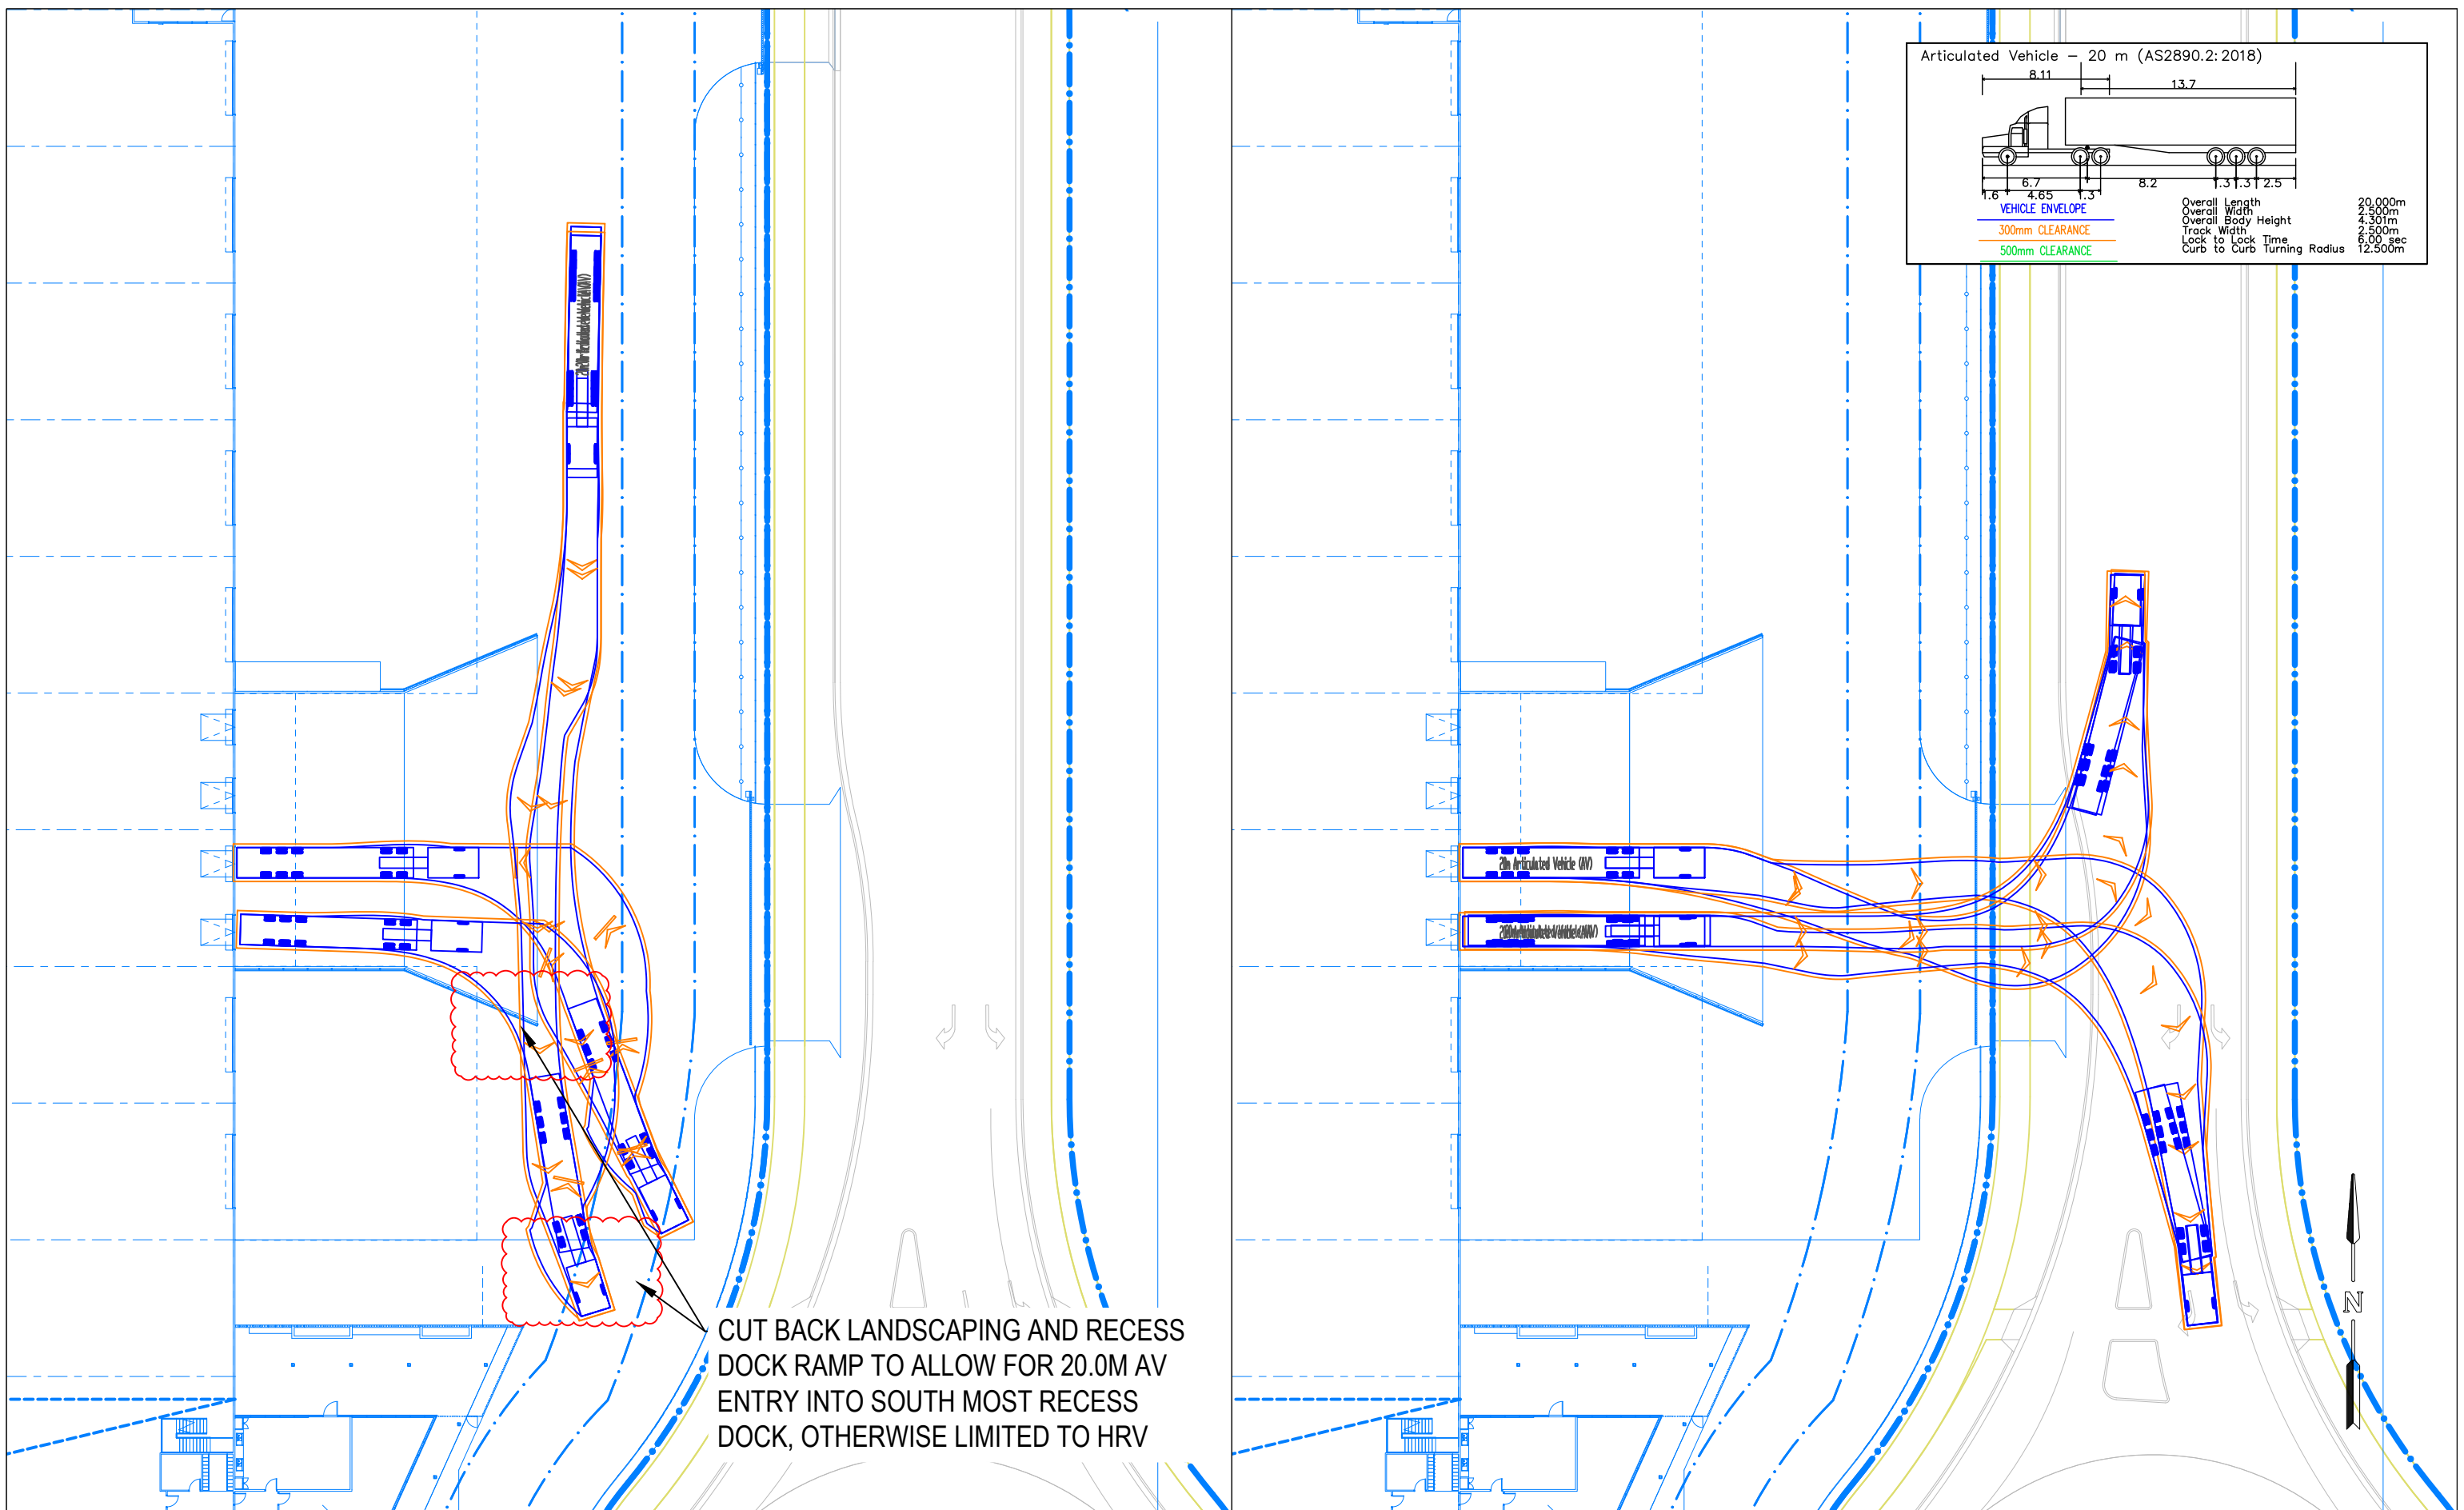 Articulated Vehicle - 20 m (AS2890.2:2018)
8.11
13.7
6.7
8.2
1.3
1.3
2.5
1.6
4.65
1.3
VEHICLE ENVELOPE
300mm CLEARANCE
500mm CLEARANCE
Overall Length 20.000m
Overall Width 2.500m
Overall Body Height 4.301m
Track Width 2.500m
Lock to Lock Time 6.00 sec
Curb to Curb Turning Radius 12.500m
20m Articulated Vehicle (AV)
N
CUT BACK LANDSCAPING AND RECESS
DOCK RAMP TO ALLOW FOR 20.0M AV
ENTRY INTO SOUTH MOST RECESS
DOCK, OTHERWISE LIMITED TO HRV